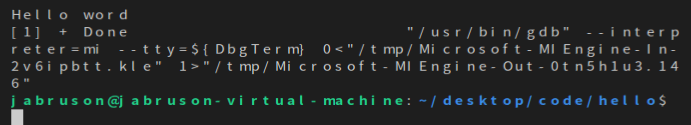 Hello word
[1] + Done                       "/usr/bin/gdb" --interp
reter=mi --tty=${DbgTerm} 0<"/tmp/Microsoft-MIEngine-In-
2v6ipbtt.kle" 1>"/tmp/Microsoft-MIEngine-Out-0tn5h1u3.14
6"
jabruson@jabruson-virtual-machine:~/desktop/code/hello$